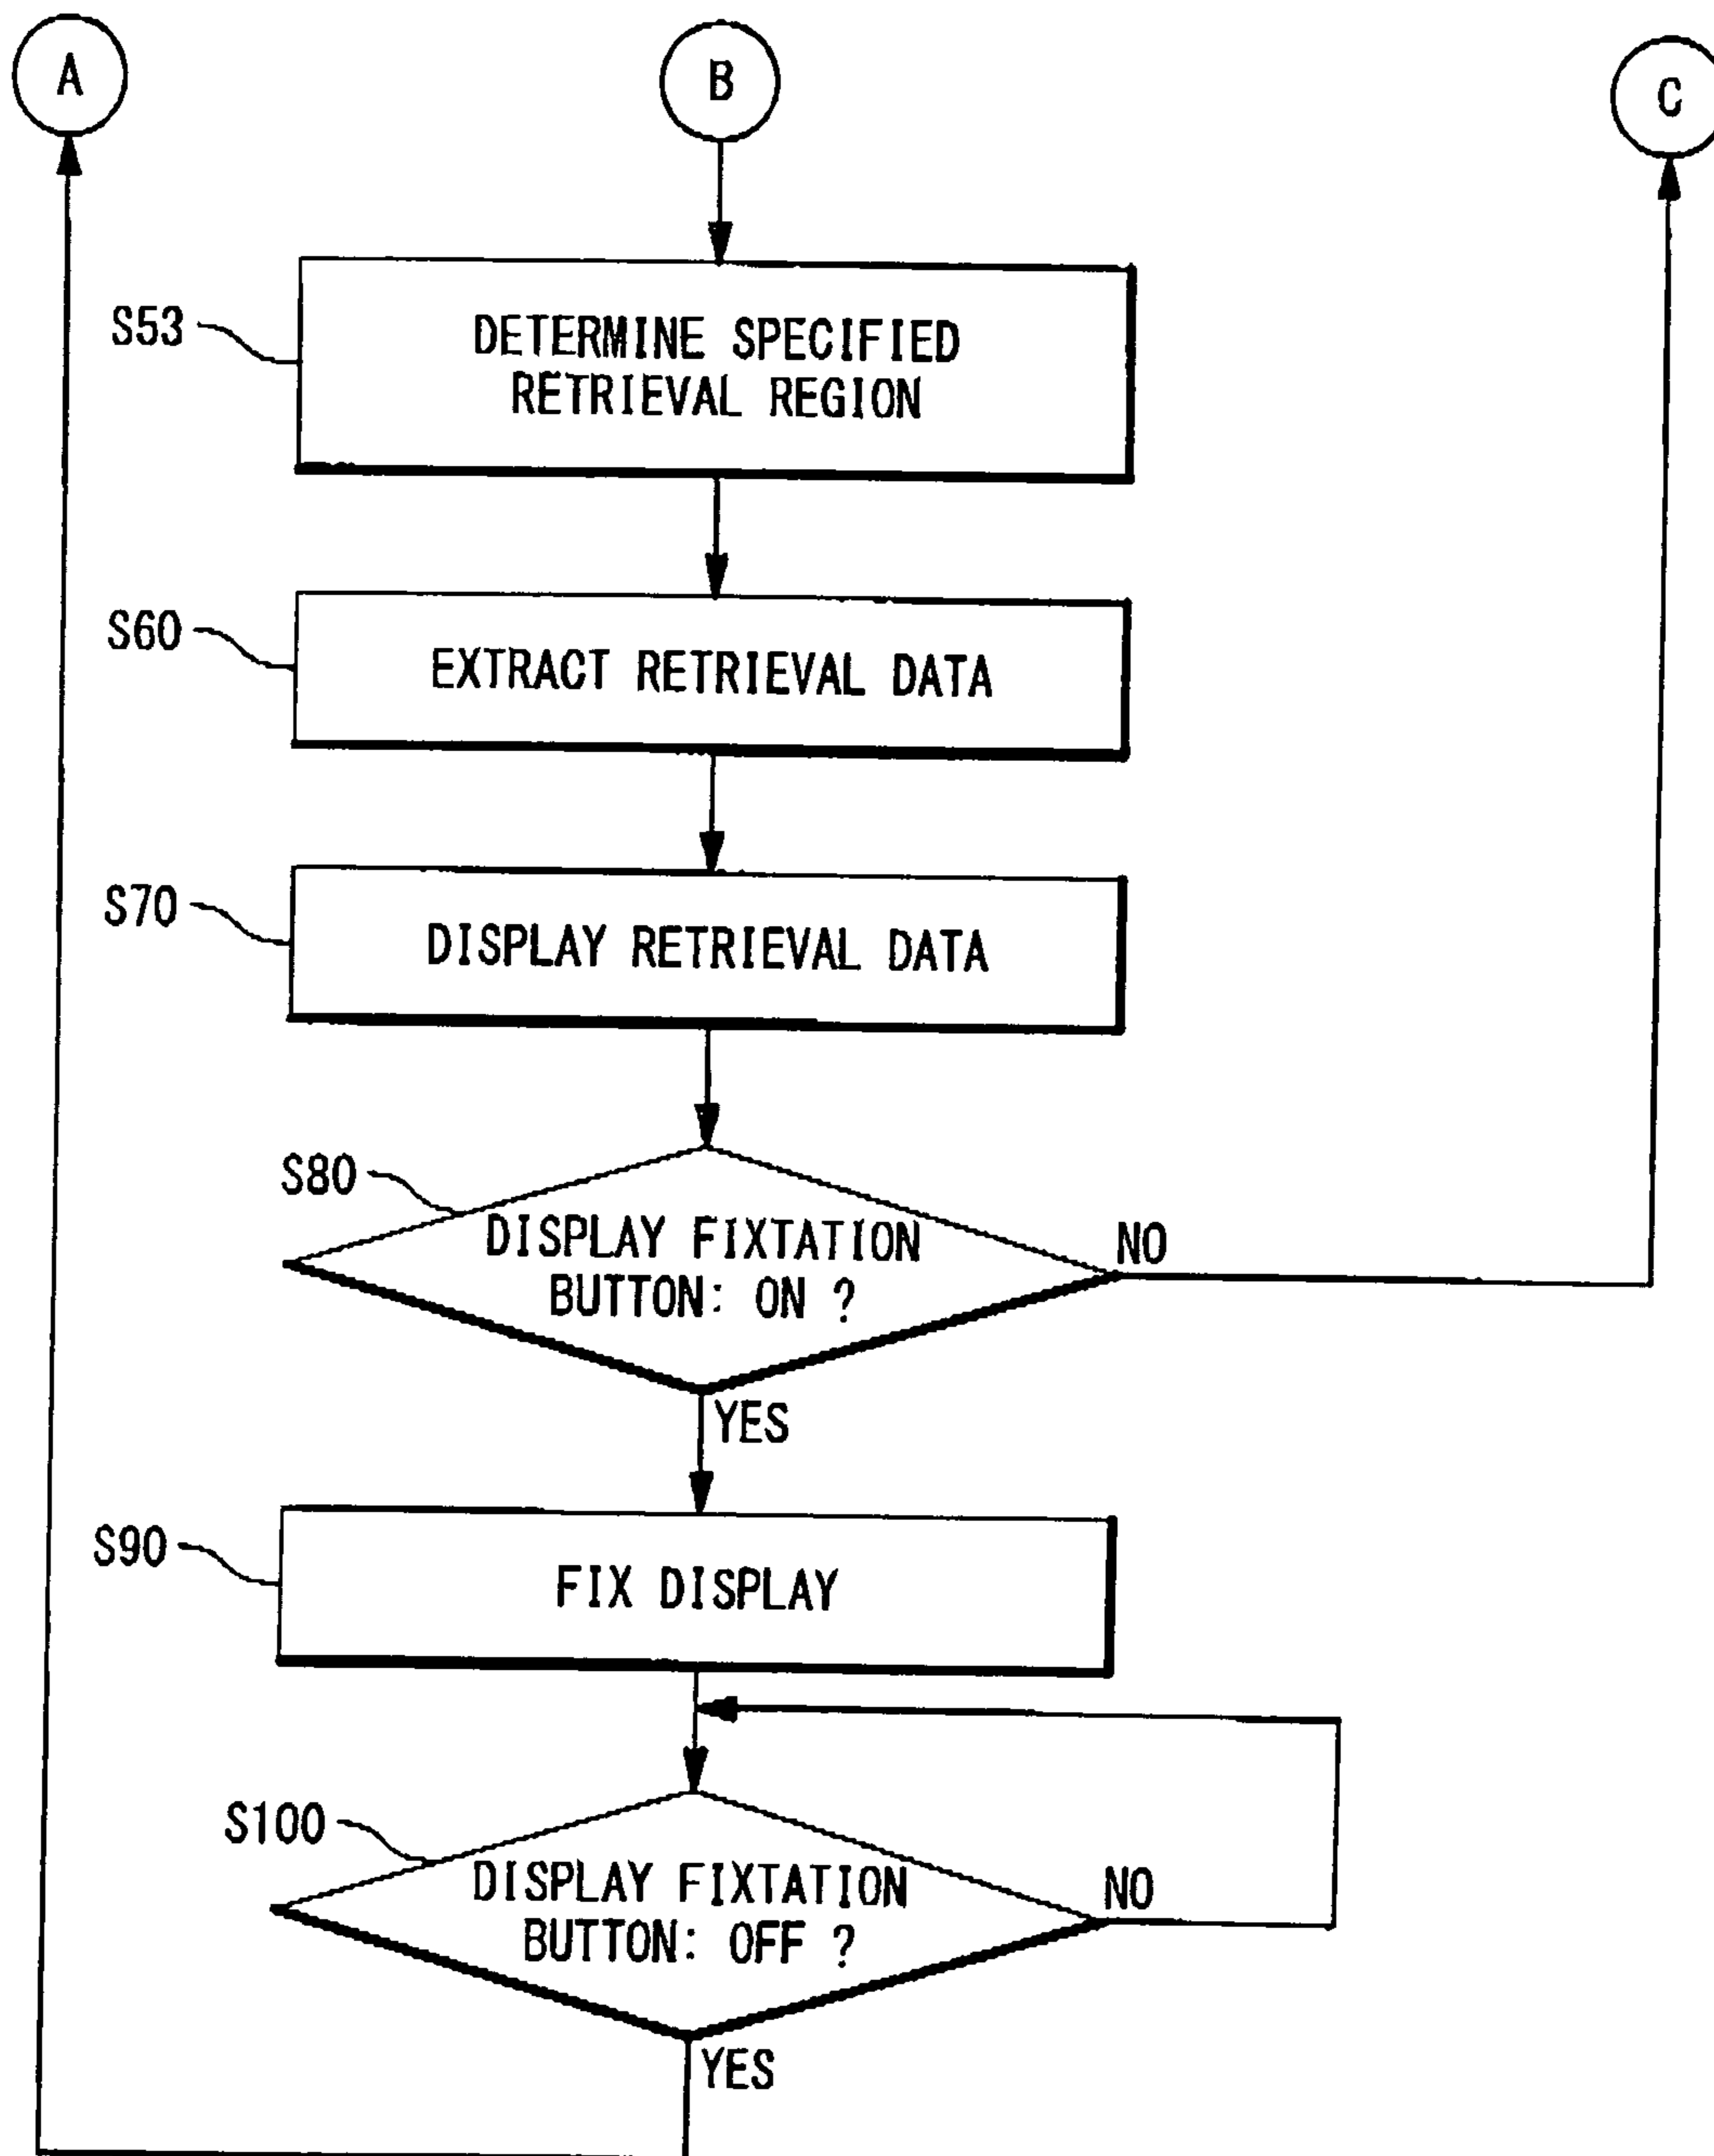 A
B
C
S53
DETERMINE SPECIFIED
RETRIEVAL REGION
S60
EXTRACT RETRIEVAL DATA
S70
DISPLAY RETRIEVAL DATA
S80
DISPLAY FIXTATION
BUTTON: ON ?
NO
YES
S90
FIX DISPLAY
S100
DISPLAY FIXTATION
BUTTON: OFF ?
NO
YES